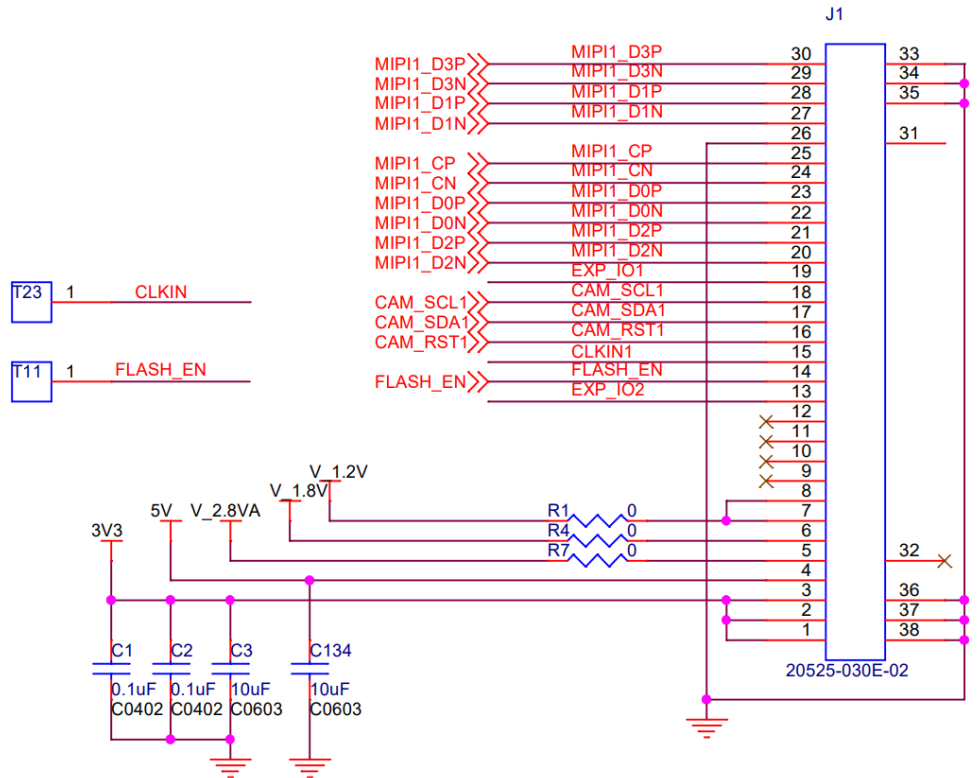 J1
MIPI1_D3P MIPI1_D3P 30 33
MIPI1_D3N MIPI1_D3N 29 34
MIPI1_D1P MIPI1_D1P 28 35
MIPI1_D1N MIPI1_D1N 27
26 31
MIPI1_CP MIPI1_CP 25
MIPI1_CN MIPI1_CN 24
MIPI1_D0P MIPI1_D0P 23
MIPI1_D0N MIPI1_D0N 22
MIPI1_D2P MIPI1_D2P 21
MIPI1_D2N MIPI1_D2N 20
EXP_IO1 19
T23 1 CLKIN CAM_SCL1 CAM_SCL1 18
CAM_SDA1 CAM_SDA1 17
CAM_RST1 CAM_RST1 16
CLKIN1 15
T11 1 FLASH_EN FLASH_EN FLASH_EN 14
EXP_IO2 13
12
11
10
9
V_1.2V
V_1.8V 8
5V V_2.8VA R1 0 7
3V3 R4 0 6
R7 0 5 32
4
3 36
2 37
1 38
C1 C2 C3 C134
20525-030E-02
0.1uF 0.1uF 10uF 10uF
C0402 C0402 C0603 C0603